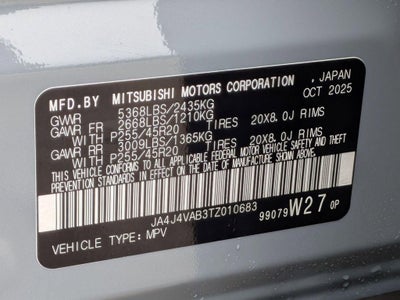 MFD.BY MITSUBISHI MOTORS CORPORATION ,JAPAN
OCT 2025
GVWR 5368LBS/2435KG
GAWR FR 2668LBS/1210KG
WITH P255/45R20 TIRES 20X8.0J RIMS
GAWR RR 3009LBS/1365KG
WITH P255/45R20 TIRES 20X8.0J RIMS
THIS VEHICLE CONFORMS TO ALL APPLICABLE
FEDERAL MOTOR VEHICLE SAFETY AND THEFT
PREVENTION STANDARDS IN EFFECT ON THE DATE
OF MANUFACTURE SHOWN ABOVE.
JA4J4VAB3TZ010683
99079 W27 0P
VEHICLE TYPE: MPV